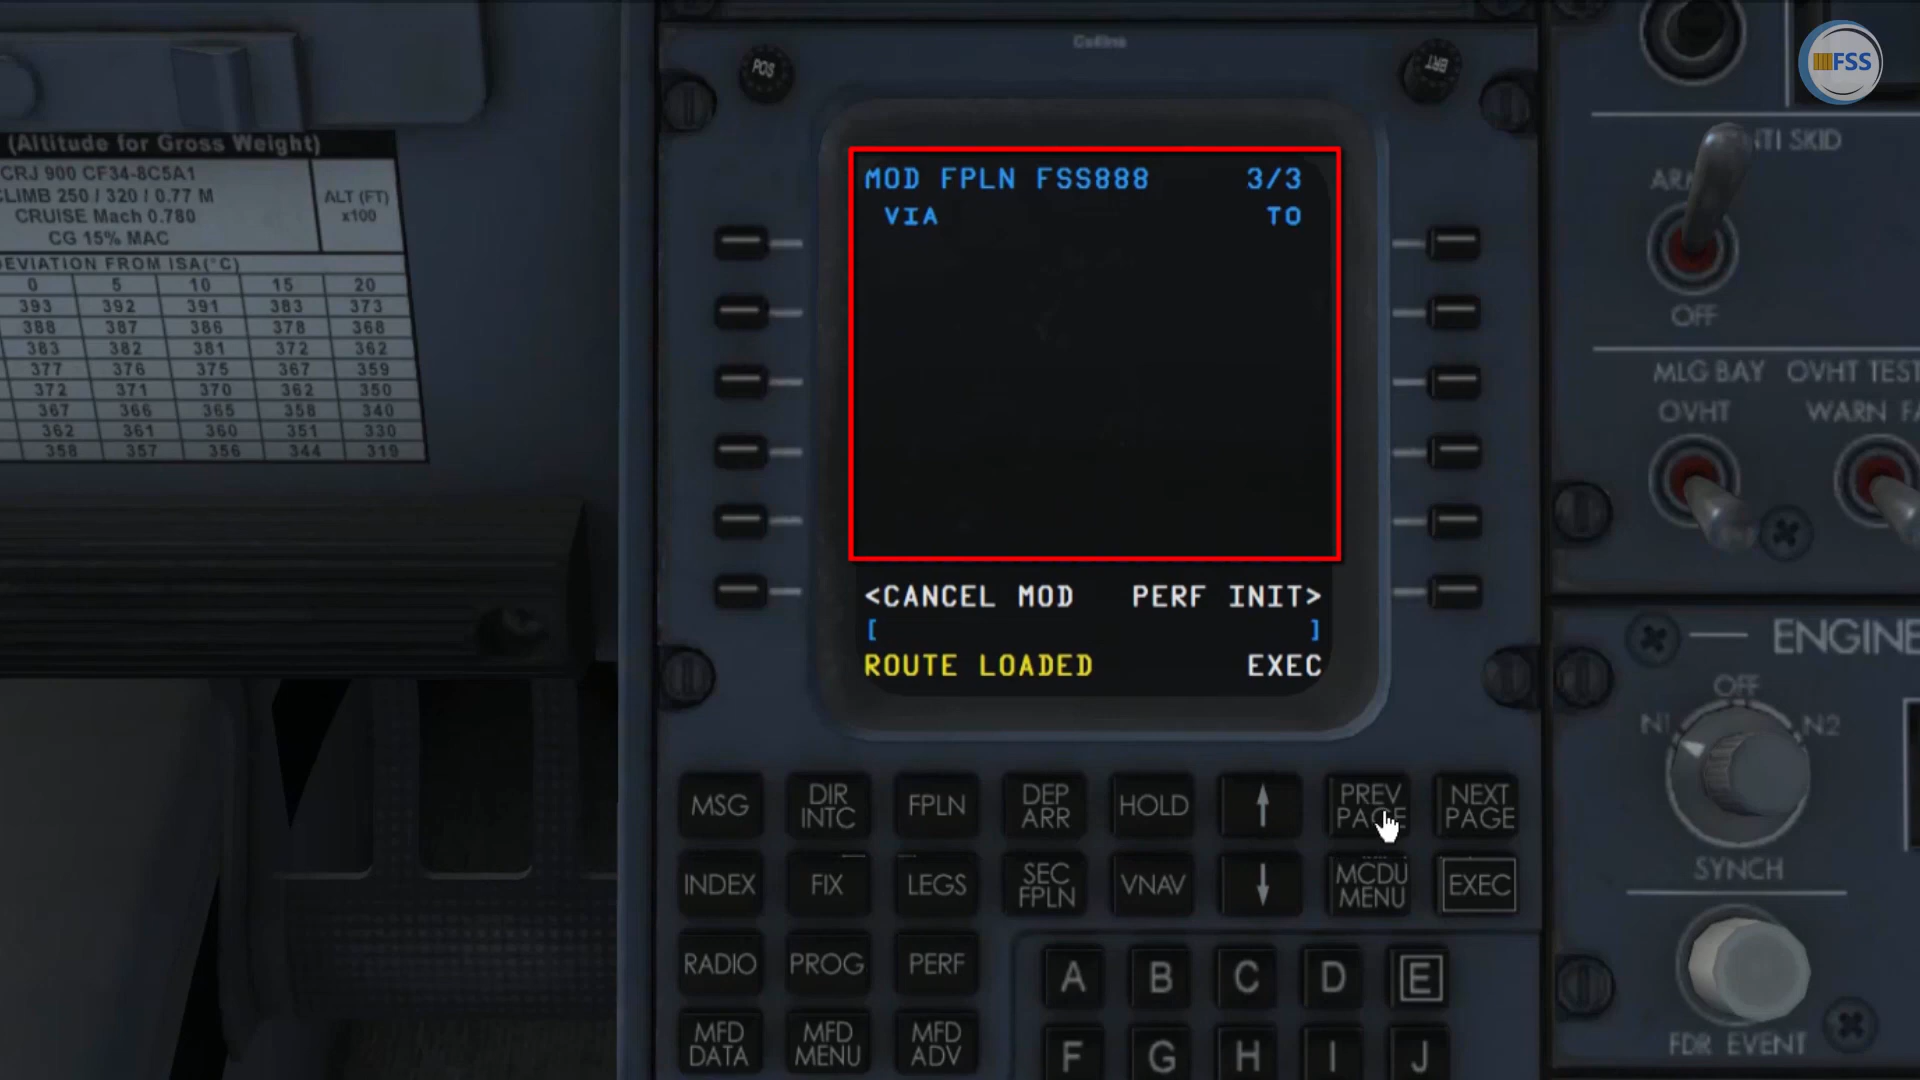 FSS
Collins
POS
BRT
(Altitude for Gross Weight)
CRJ 900 CF34-8C5A1
CLIMB 250 / 320 / 0.77 M
CRUISE Mach 0.780
CG 15% MAC
ALT (FT)
x100
DEVIATION FROM ISA(°C)
0 5 10 15 20
393 392 391 383 373
388 387 386 378 368
383 382 381 372 362
377 376 375 367 359
372 371 370 362 350
367 366 365 358 340
362 361 360 351 330
358 357 356 344 319
MOD FPLN FSS888 3/3
VIA TO
<CANCEL MOD PERF INIT>
[ ]
ROUTE LOADED EXEC
MSG
DIR INTC
FPLN
DEP ARR
HOLD
↑
PREV PAGE
NEXT PAGE
INDEX
FIX
LEGS
SEC FPLN
VNAV
↓
MCDU MENU
EXEC
RADIO
PROG
PERF
MFD DATA
MFD MENU
MFD ADV
A B C D E
F G H I J
SKID
OFF
MLG BAY OVHT TEST
OVHT WARN
ENGINE
OFF
N1 N2
SYNCH
FDR EVENT